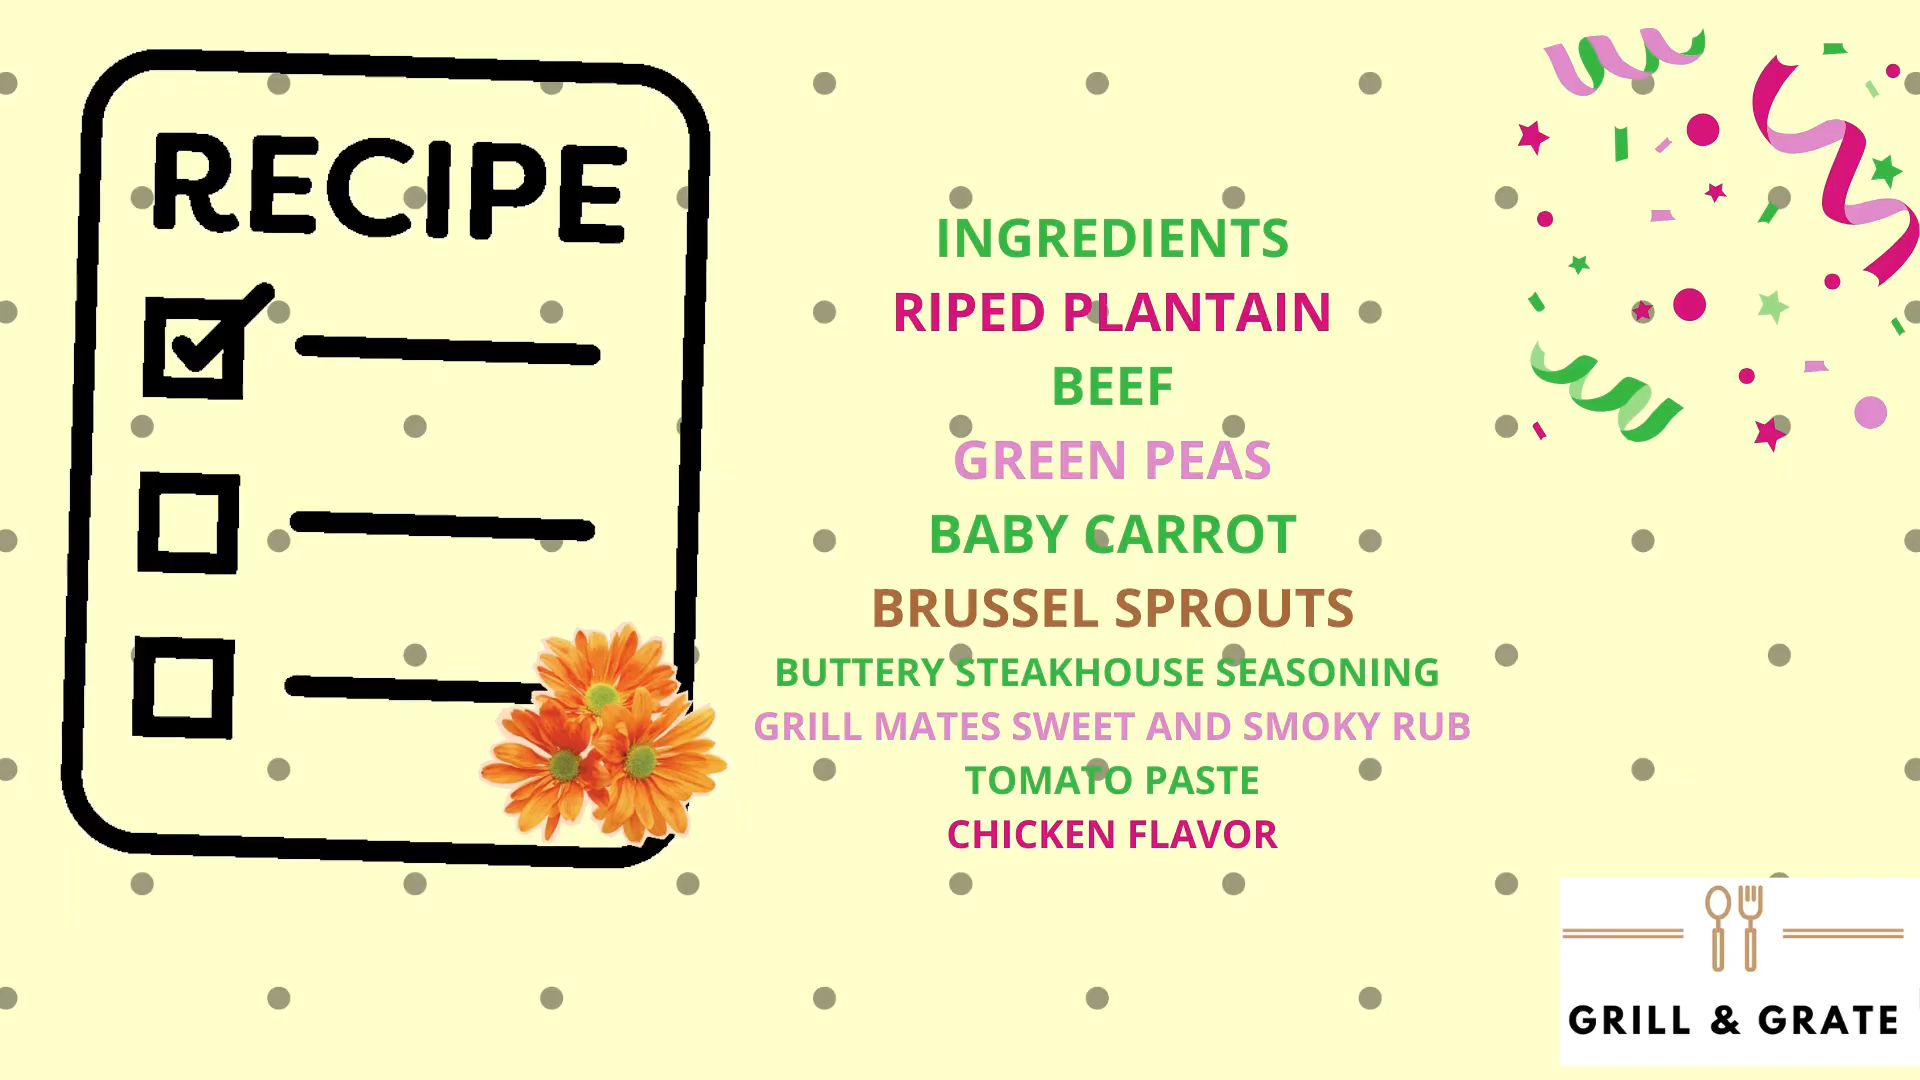 RECIPE
INGREDIENTS
RIPED PLANTAIN
BEEF
GREEN PEAS
BABY CARROT
BRUSSEL SPROUTS
BUTTERY STEAKHOUSE SEASONING
GRILL MATES SWEET AND SMOKY RUB
TOMATO PASTE
CHICKEN FLAVOR
GRILL & GRATE